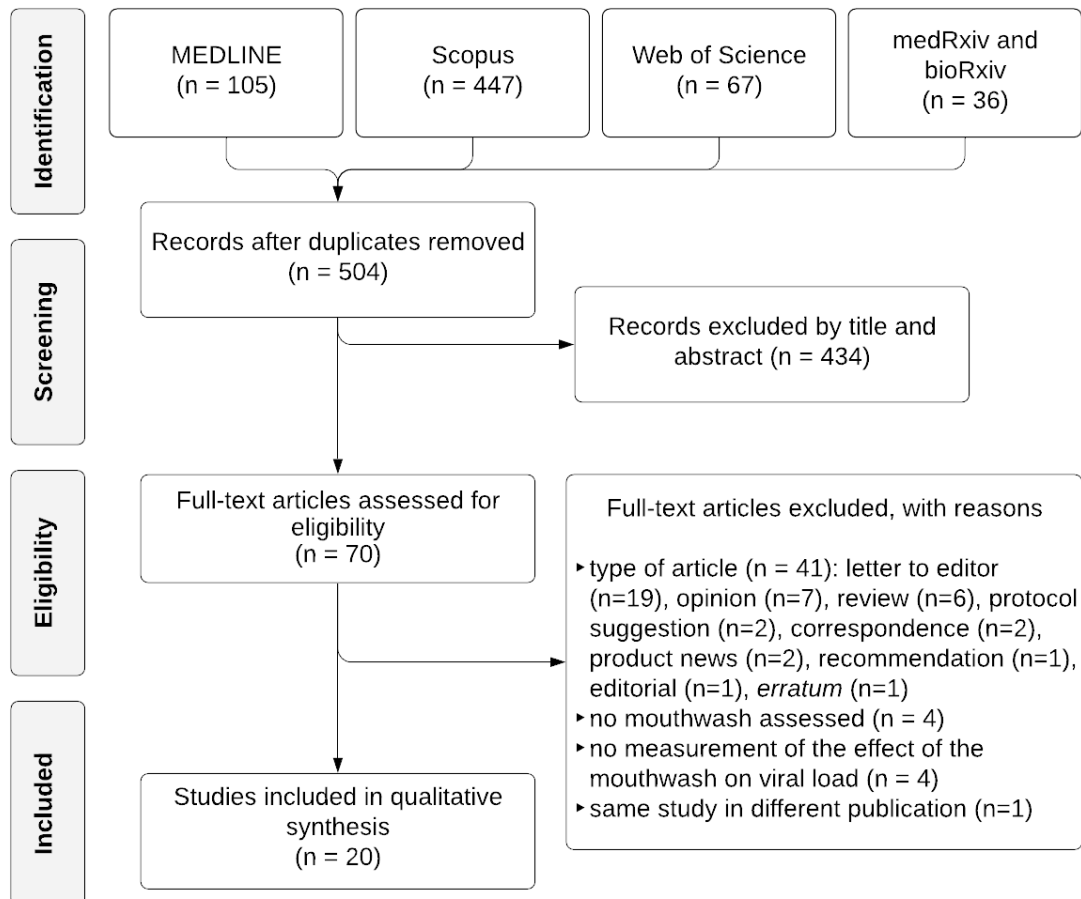 Identification
MEDLINE
(n = 105)
Scopus
(n = 447)
Web of Science
(n = 67)
medRxiv and
bioRxiv
(n = 36)
Screening
Records after duplicates removed
(n = 504)
Records excluded by title and
abstract (n = 434)
Eligibility
Full-text articles assessed for
eligibility
(n = 70)
Full-text articles excluded, with reasons
‣ type of article (n = 41): letter to editor
(n=19), opinion (n=7), review (n=6), protocol
suggestion (n=2), correspondence (n=2),
product news (n=2), recommendation (n=1),
editorial (n=1), erratum (n=1)
‣ no mouthwash assessed (n = 4)
‣ no measurement of the effect of the
mouthwash on viral load (n = 4)
‣ same study in different publication (n=1)
Included
Studies included in qualitative
synthesis
(n = 20)